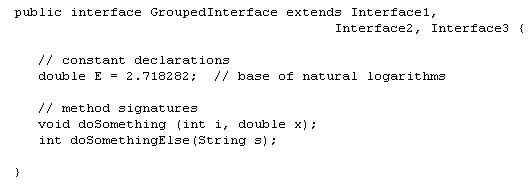 public interface GroupedInterface extends Interface1,
Interface2, Interface3 {
// constant declarations
double E = 2.718282;  // base of natural logarithms
// method signatures
void doSomething (int i, double x);
int doSomethingElse(String s);
}